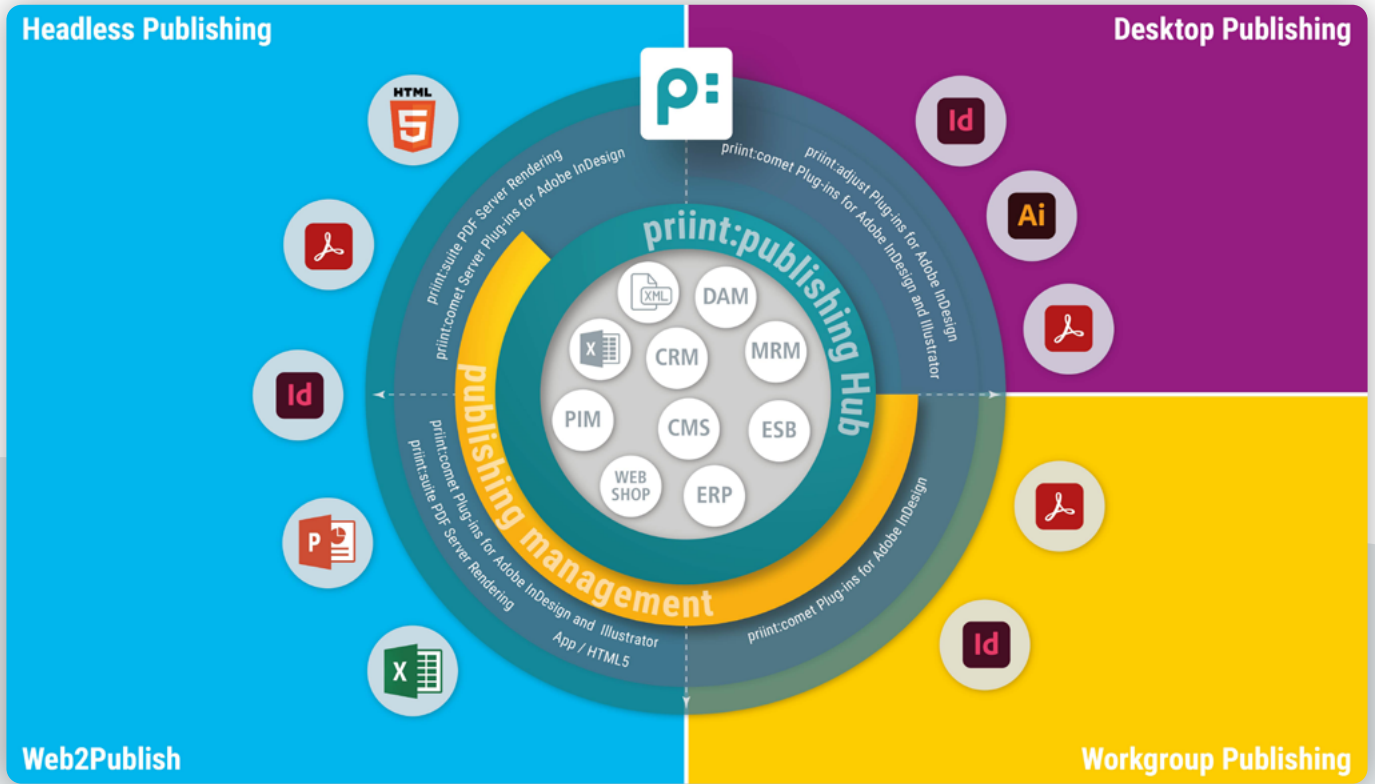 Headless Publishing
Desktop Publishing
p:
HTML
5
Id
Ai
Id
P
X
priint:suite PDF Server Rendering
priint:comet Server Plug-ins for Adobe InDesign
priint:adjust Plug-ins for Adobe InDesign
priint:comet Plug-ins for Adobe InDesign and Illustrator
priint:publishing Hub
XML
DAM
X
CRM
MRM
PIM
CMS
ESB
WEB
SHOP
ERP
publishing management
priint:comet Plug-ins for Adobe InDesign and Illustrator
priint:suite PDF Server Rendering
App / HTML5
priint:comet Plug-ins for Adobe InDesign
Id
Web2Publish
Workgroup Publishing